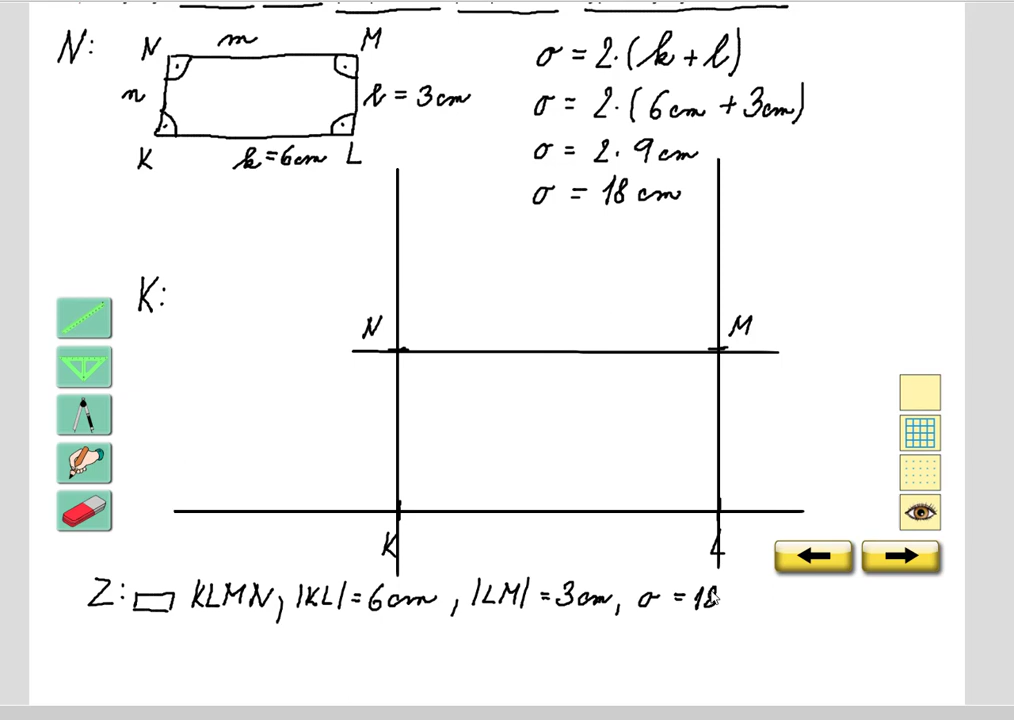 N:
N m M
n l = 3cm
K k=6cm L
σ = 2·(k+l)
σ = 2·(6cm + 3cm)
σ = 2· 9cm
σ = 18 cm
K:
N M
K L
Z: KLMN, |KL|=6cm, |LM|=3cm, σ = 18